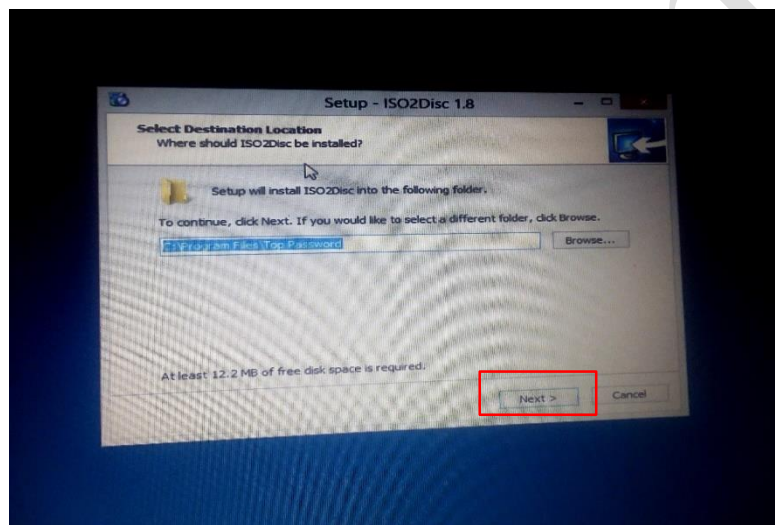 Setup - ISO2Disc 1.8
Select Destination Location
Where should ISO2Disc be installed?
Setup will install ISO2Disc into the following folder.
To continue, click Next. If you would like to select a different folder, click Browse.
C:\Program Files\Top Password
Browse...
At least 12.2 MB of free disk space is required.
Next >
Cancel